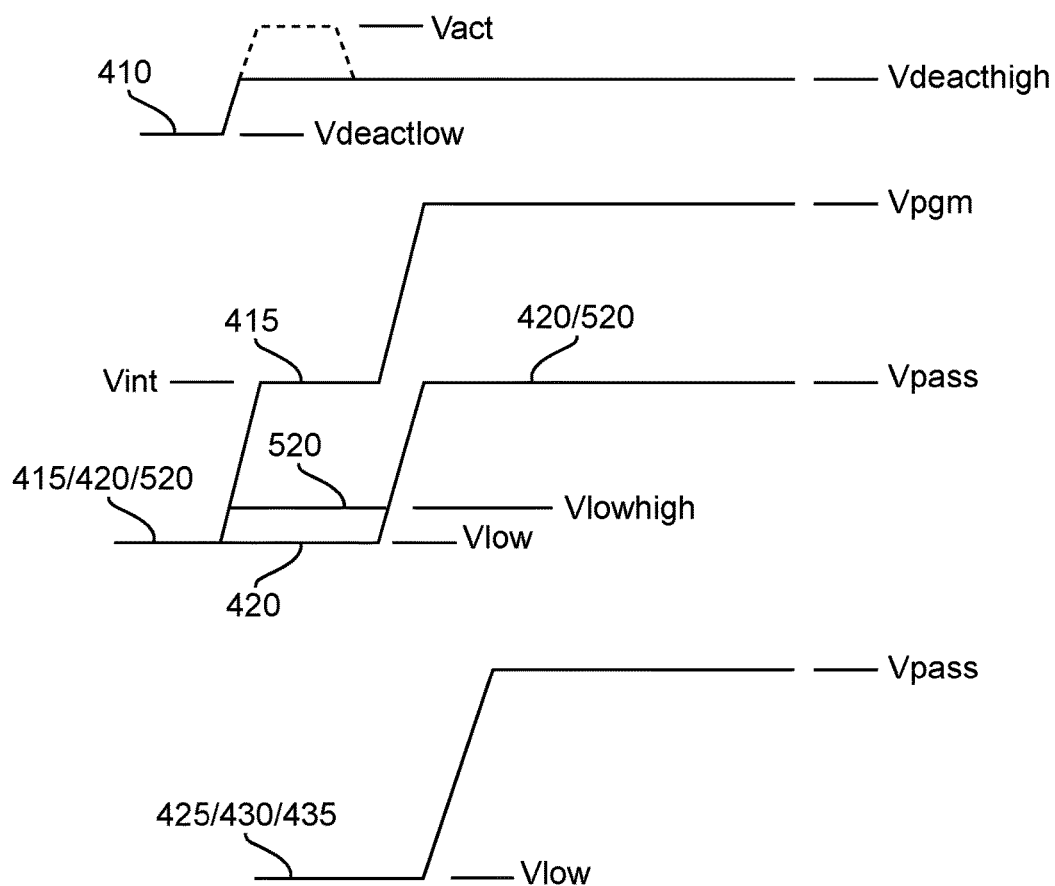 Vact
410
Vdeacthigh
Vdeactlow
Vpgm
415
420/520
Vint
Vpass
520
415/420/520
Vlowhigh
Vlow
420
Vpass
425/430/435
Vlow